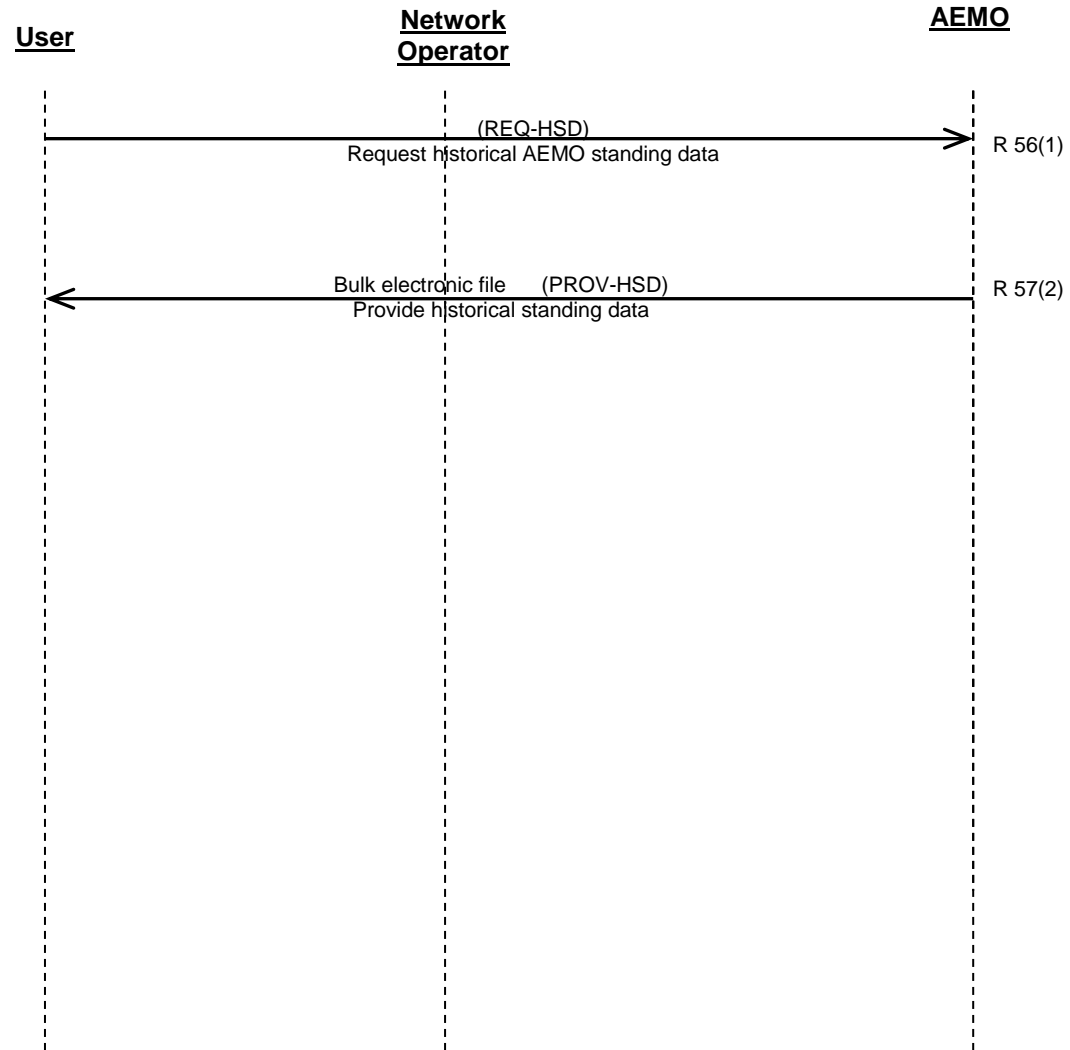 User
Network
Operator
AEMO
(REQ-HSD)
Request historical AEMO standing data
R 56(1)
Bulk electronic file (PROV-HSD)
Provide historical standing data
R 57(2)